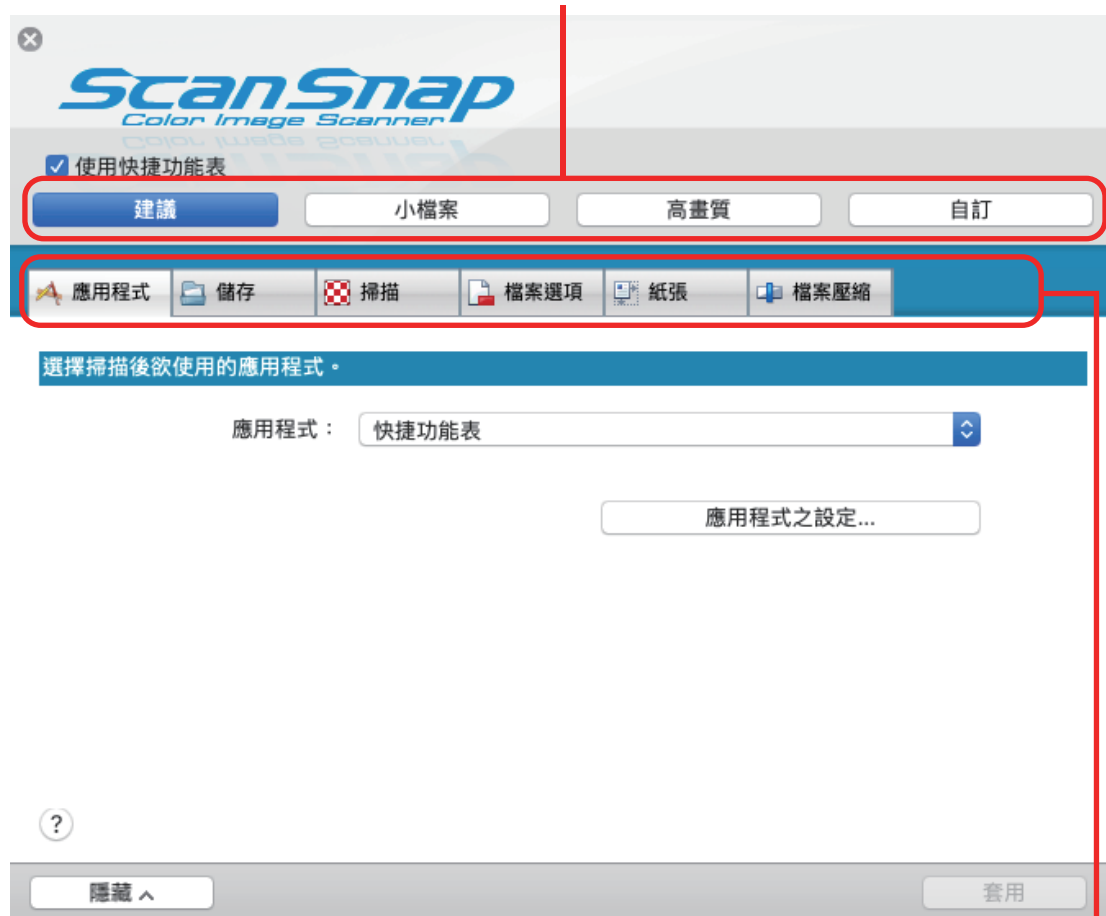 ScanSnap
Color Image Scanner
使用快捷功能表
建議 小檔案 高畫質 自訂
應用程式 儲存 掃描 檔案選項 紙張 檔案壓縮
選擇掃描後欲使用的應用程式。
應用程式： 快捷功能表
應用程式之設定...
?
隱藏 套用